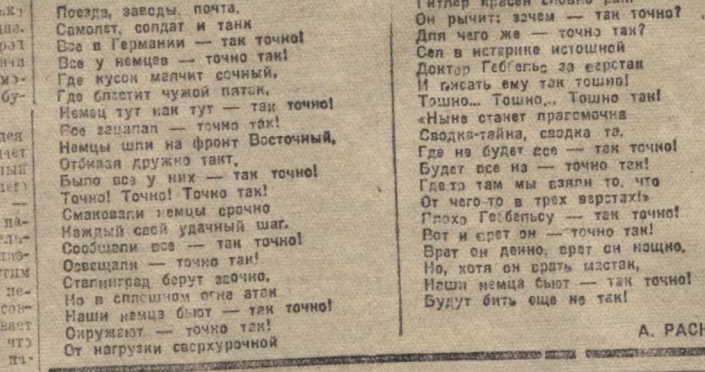 Поезда, заводы, почта,
Самолет, солдат и танк
Все в Германии — так точно!
Все у немцев — точно так!
Где кусок маячит сочный,
Где блестит чужой пятак,
Немец тут как тут — так точно!
Все зацапал — точно так!
Немцы шли на фронт Восточный,
Отбивая дружно такт,
Было все у них — так точно!
Точно! Точно! Точно так!
Смаковали немцы срочно
Каждый свой удачный шаг.
Сообщали все — так точно!
Освещали — точно так!
Сталинград берут заочно,
Но в сплошном огне атак
Наши немца бьют — так точно!
Окружают — точно так!
От нагрузки сверхурочной
Гитлер красен словно рак.
Он рычит: зачем — так точно?
Для чего же — точно так?
Сел в истерике истошной
Доктор Геббельс за верстак
И писать ему так тошно!
Тошно... Тошно... Тошно так!
«Ныне станет правомочна
Сводка-тайна, сводка та,
Где не будет все — так точно!
Будет все не — точно так!
Где-то там мы взяли то, что
От чего-то в трех верстах!»
Плохо Геббельсу — так точно!
Вот и врет он — точно так!
Врет он денно, врет он нощно,
Но, хотя он врать мастак,
Наши немца бьют — так точно!
Будут бить еще не так!
А. РАСК